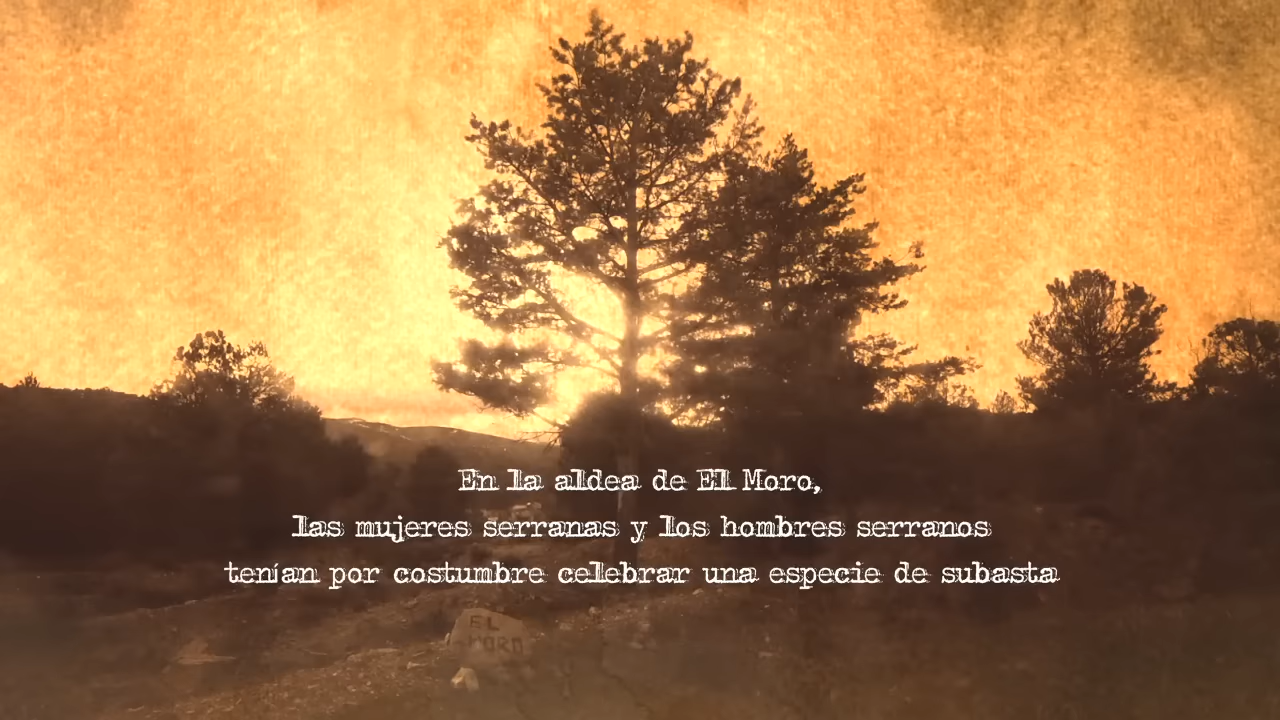 En la aldea de El Moro,
las mujeres serranas y los hombres serranos
tenían por costumbre celebrar una especie de subasta
EL
MORO